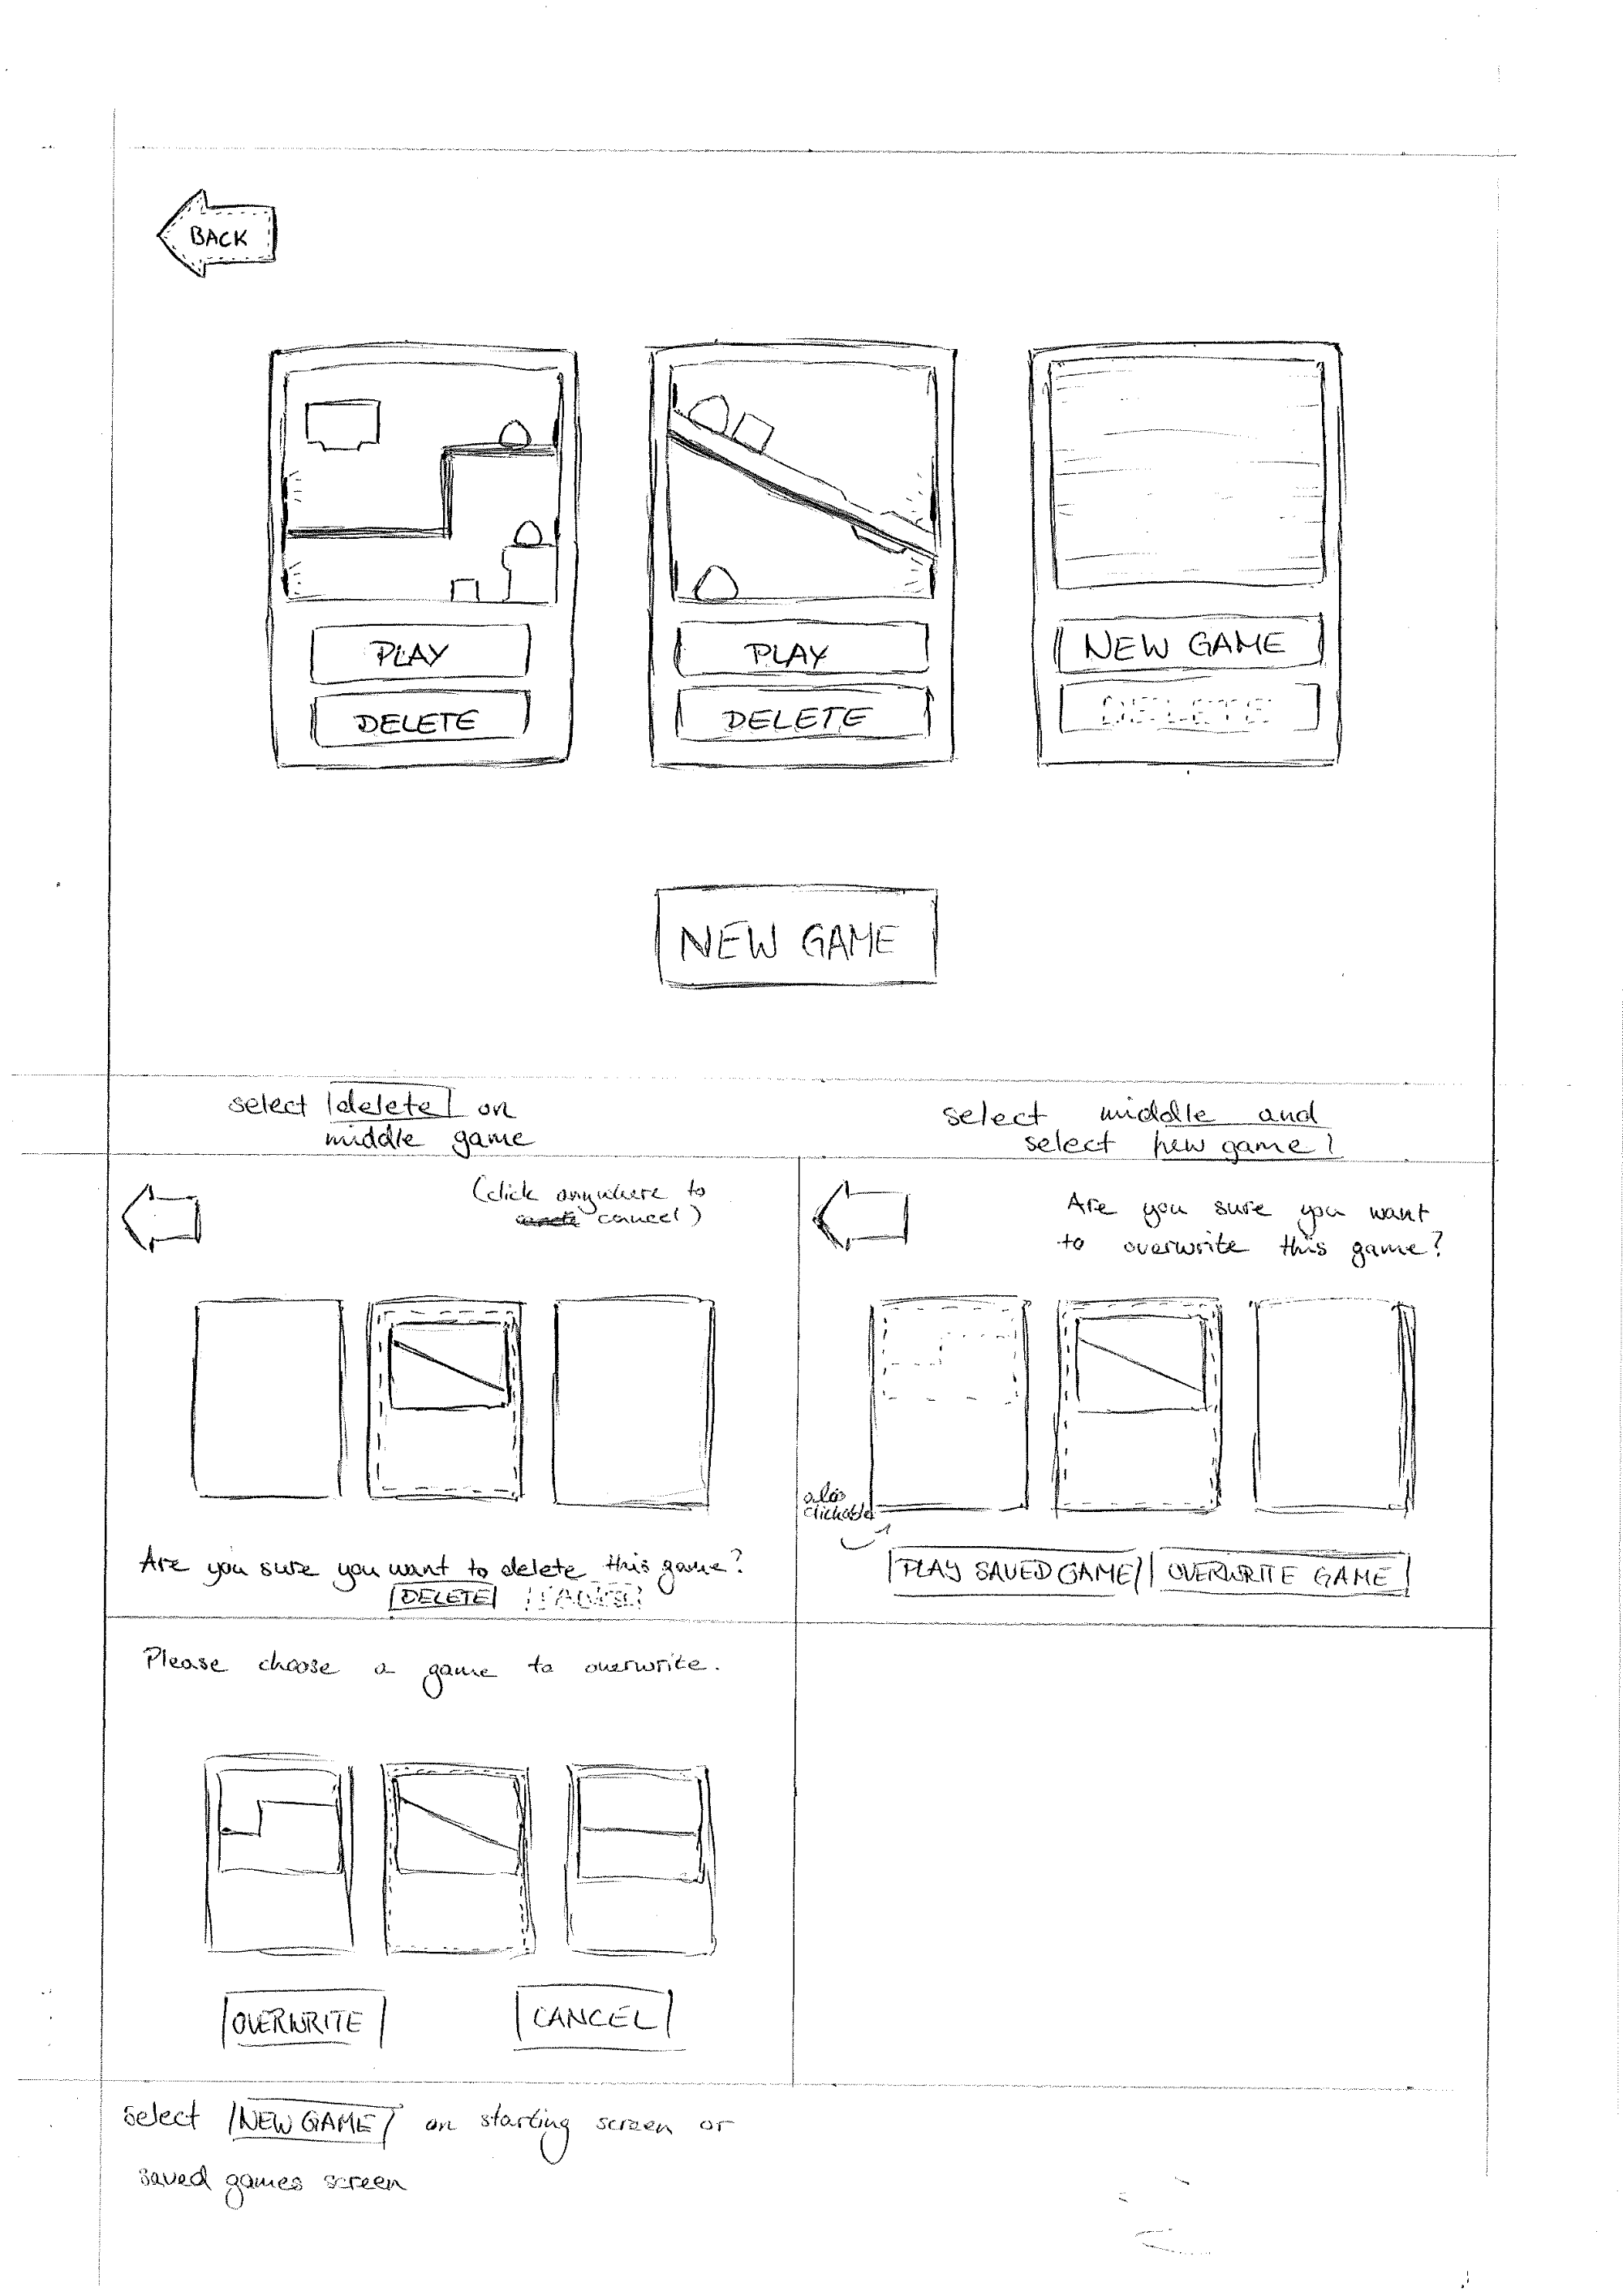 BACK
PLAY
DELETE
PLAY
DELETE
NEW GAME
DELETE
NEW GAME
select delete on
middle game
select middle and
select new game!
(click anywhere to
cancel)
Are you sure you want
to overwrite this game?
also
clickable
Are you sure you want to delete this game?
DELETE CANCEL
PLAY SAVED GAME OVERWRITE GAME
Please choose a game to overwrite.
OVERWRITE CANCEL
select NEW GAME on starting screen or
saved games screen